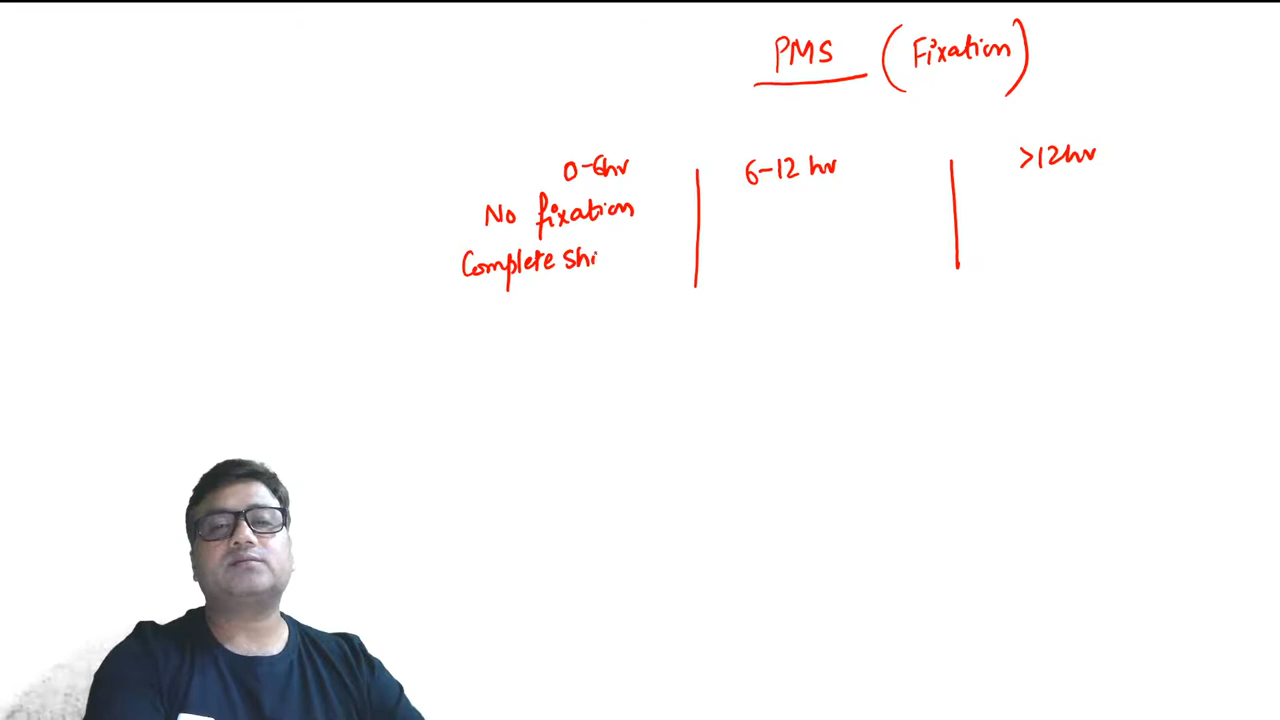 PMS (Fixation)
0-6hr 6-12 hr >12hr
No fixation
Complete Shi